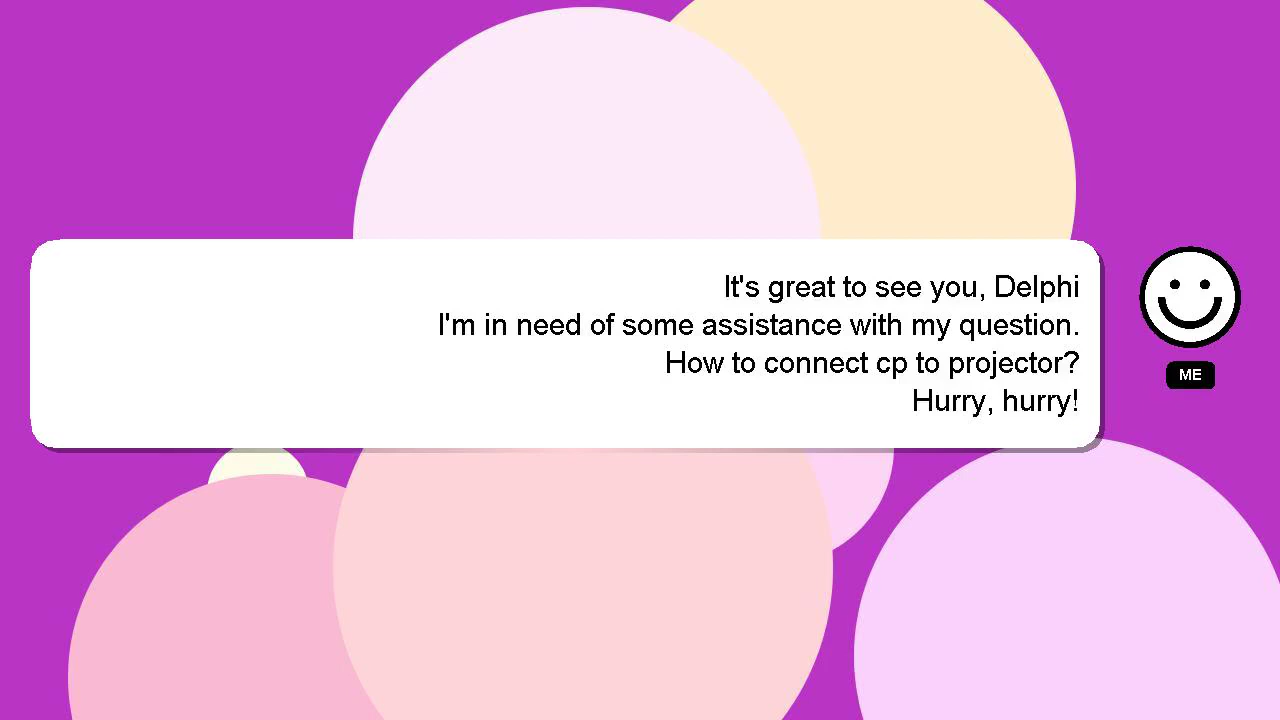 It's great to see you, Delphi
I'm in need of some assistance with my question.
How to connect cp to projector?
Hurry, hurry!
ME